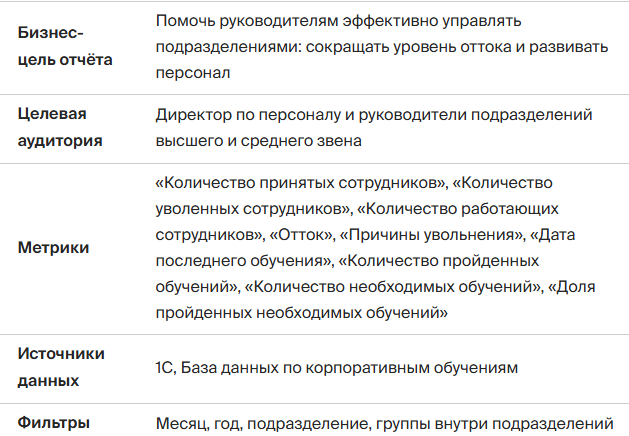 Бизнес-
цель отчёта
Помочь руководителям эффективно управлять
подразделениями: сокращать уровень оттока и развивать
персонал
Целевая
аудитория
Директор по персоналу и руководители подразделений
высшего и среднего звена
Метрики
«Количество принятых сотрудников», «Количество
уволенных сотрудников», «Количество работающих
сотрудников», «Отток», «Причины увольнения», «Дата
последнего обучения», «Количество пройденных
обучений», «Количество необходимых обучений», «Доля
пройденных необходимых обучений»
Источники
данных
1С, База данных по корпоративным обучениям
Фильтры
Месяц, год, подразделение, группы внутри подразделений